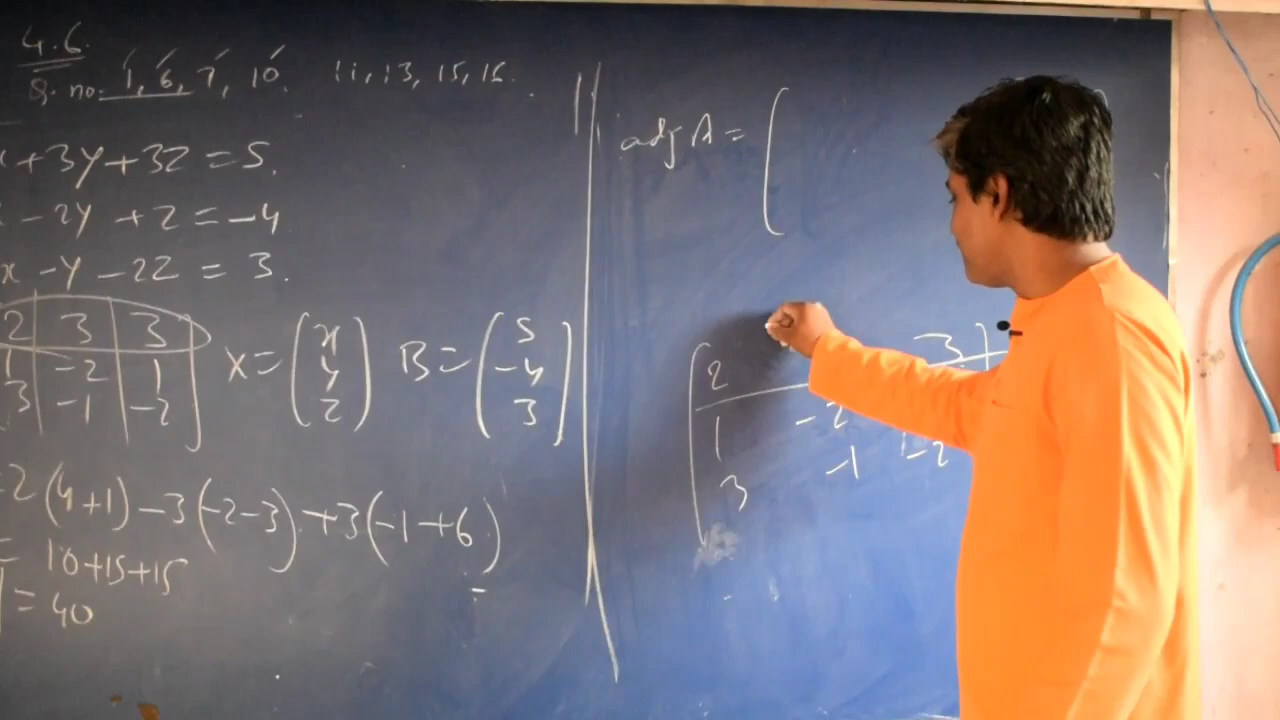 4.6.
Q. no. 1, 6, 7, 10, 11, 13, 15, 16.
x+3y+3z=5.
x-2y+z=-4
x-y-2z=3.
2 3 3
1 -2 1
3 -1 -2
X=(x y z) B=(5 -4 3)
2(4+1)-3(-2-3)+3(-1+6)
= 10+15+15
|=40
adj A=
2 3
1 -2
3 -1 -2